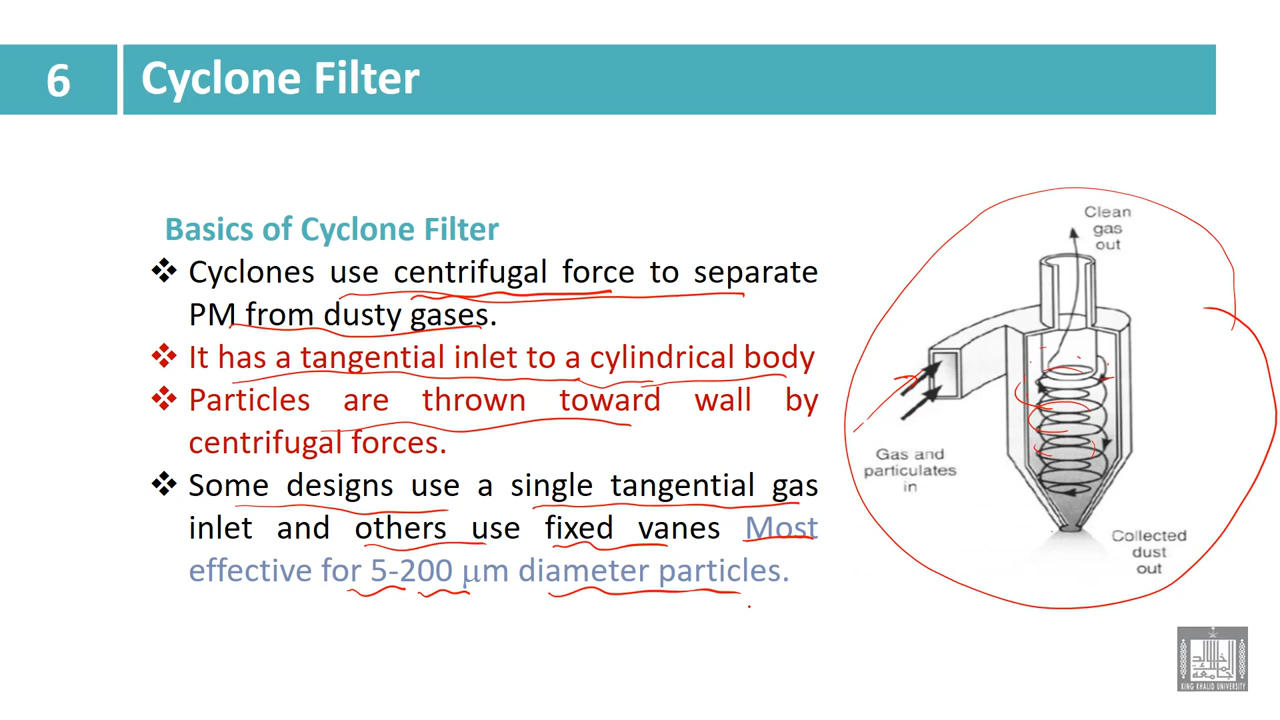 6
Cyclone Filter
Basics of Cyclone Filter
❖ Cyclones use centrifugal force to separate
PM from dusty gases.
❖ It has a tangential inlet to a cylindrical body
❖ Particles are thrown toward wall by
centrifugal forces.
❖ Some designs use a single tangential gas
inlet and others use fixed vanes Most
effective for 5-200 μm diameter particles.
Clean
gas
out
Gas and
particulates
in
Collected
dust
out
KING KHALID UNIVERSITY